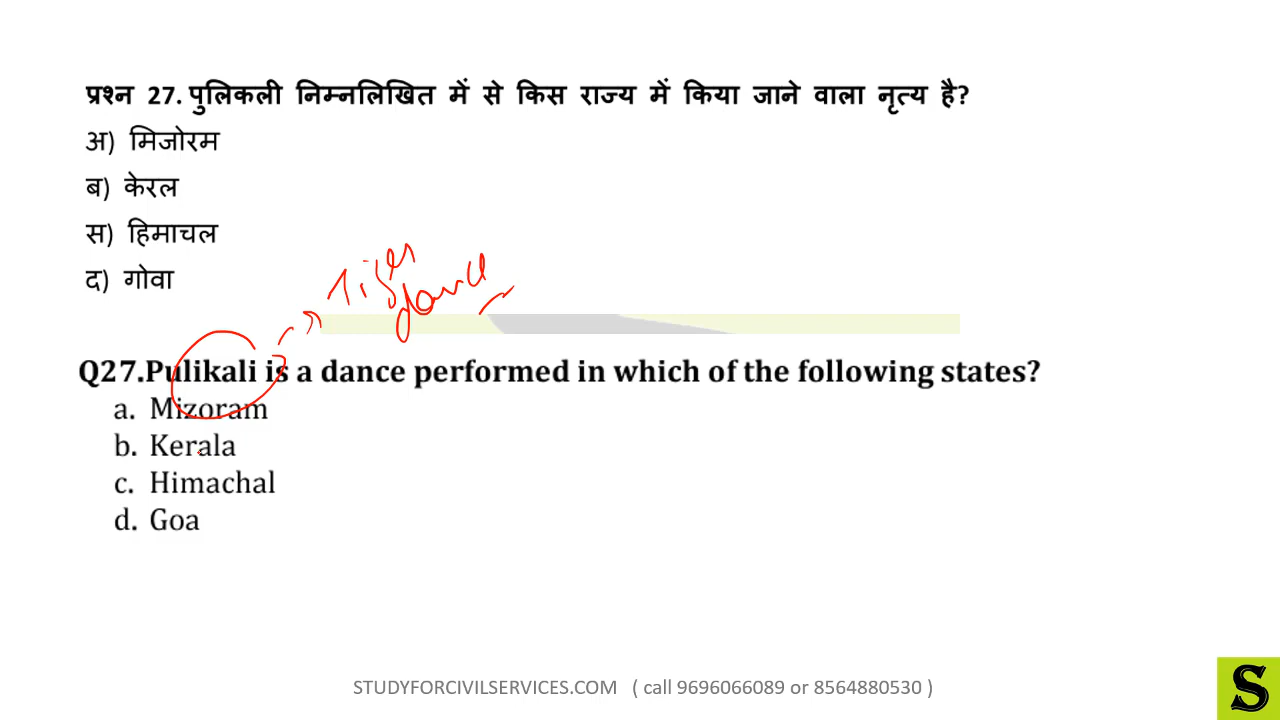 प्रश्न 27. पुलिकली निम्नलिखित में से किस राज्य में किया जाने वाला नृत्य है?
अ) मिजोरम
ब) केरल
स) हिमाचल
द) गोवा
Tiger
dance
Q27.Pulikali is a dance performed in which of the following states?
a. Mizoram
b. Kerala
c. Himachal
d. Goa
STUDYFORCIVILSERVICES.COM ( call 9696066089 or 8564880530 )
S